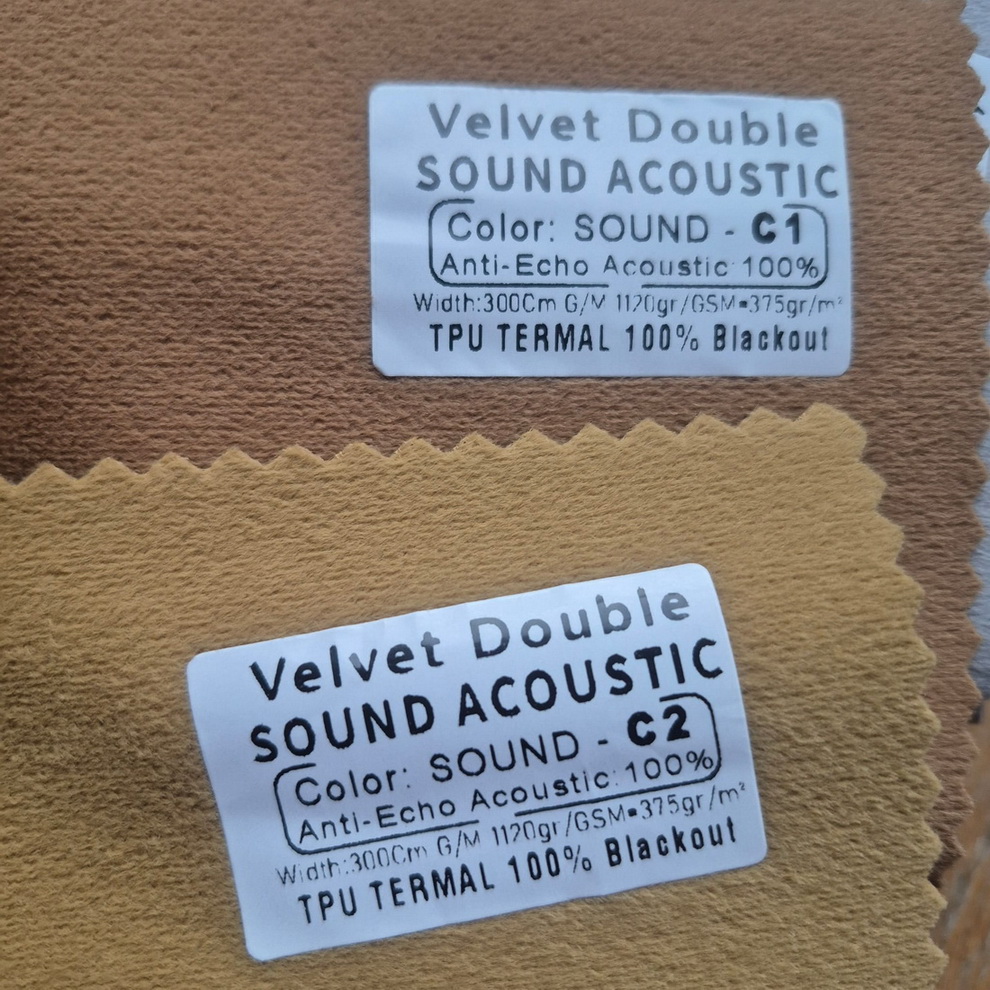 Velvet Double
SOUND ACOUSTIC
Color: SOUND - C1
Anti-Echo Acoustic 100%
Width:300Cm G/M 1120gr/GSM=375gr/m²
TPU TERMAL 100% Blackout
Velvet Double
SOUND ACOUSTIC
Color: SOUND - C2
Anti-Echo Acoustic: 100%
Width:300Cm G/M 1120gr/GSM=375gr/m²
TPU TERMAL 100% Blackout